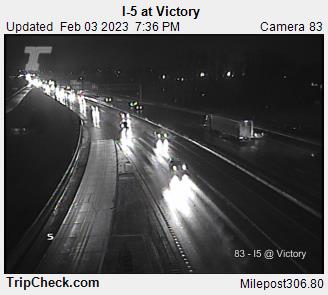 I-5 at Victory
Updated  Feb 03 2023  7:36 PM Camera 83
S
83 - I5 @ Victory
TripCheck.com Milepost306.80